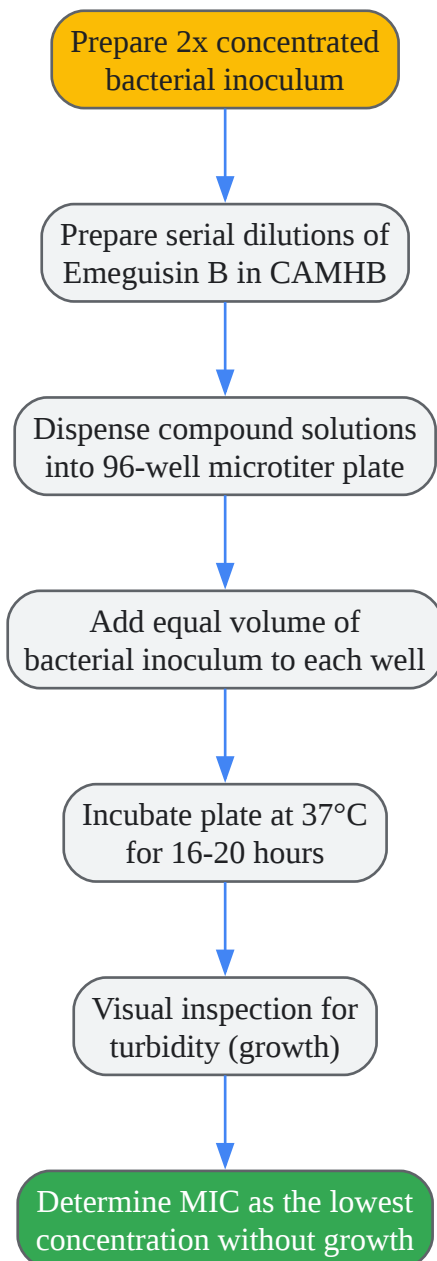 Prepare 2x concentrated
bacterial inoculum
Prepare serial dilutions of
Emeguisin B in CAMHB
Dispense compound solutions
into 96-well microtiter plate
Add equal volume of
bacterial inoculum to each well
Incubate plate at 37°C
for 16-20 hours
Visual inspection for
turbidity (growth)
Determine MIC as the lowest
concentration without growth